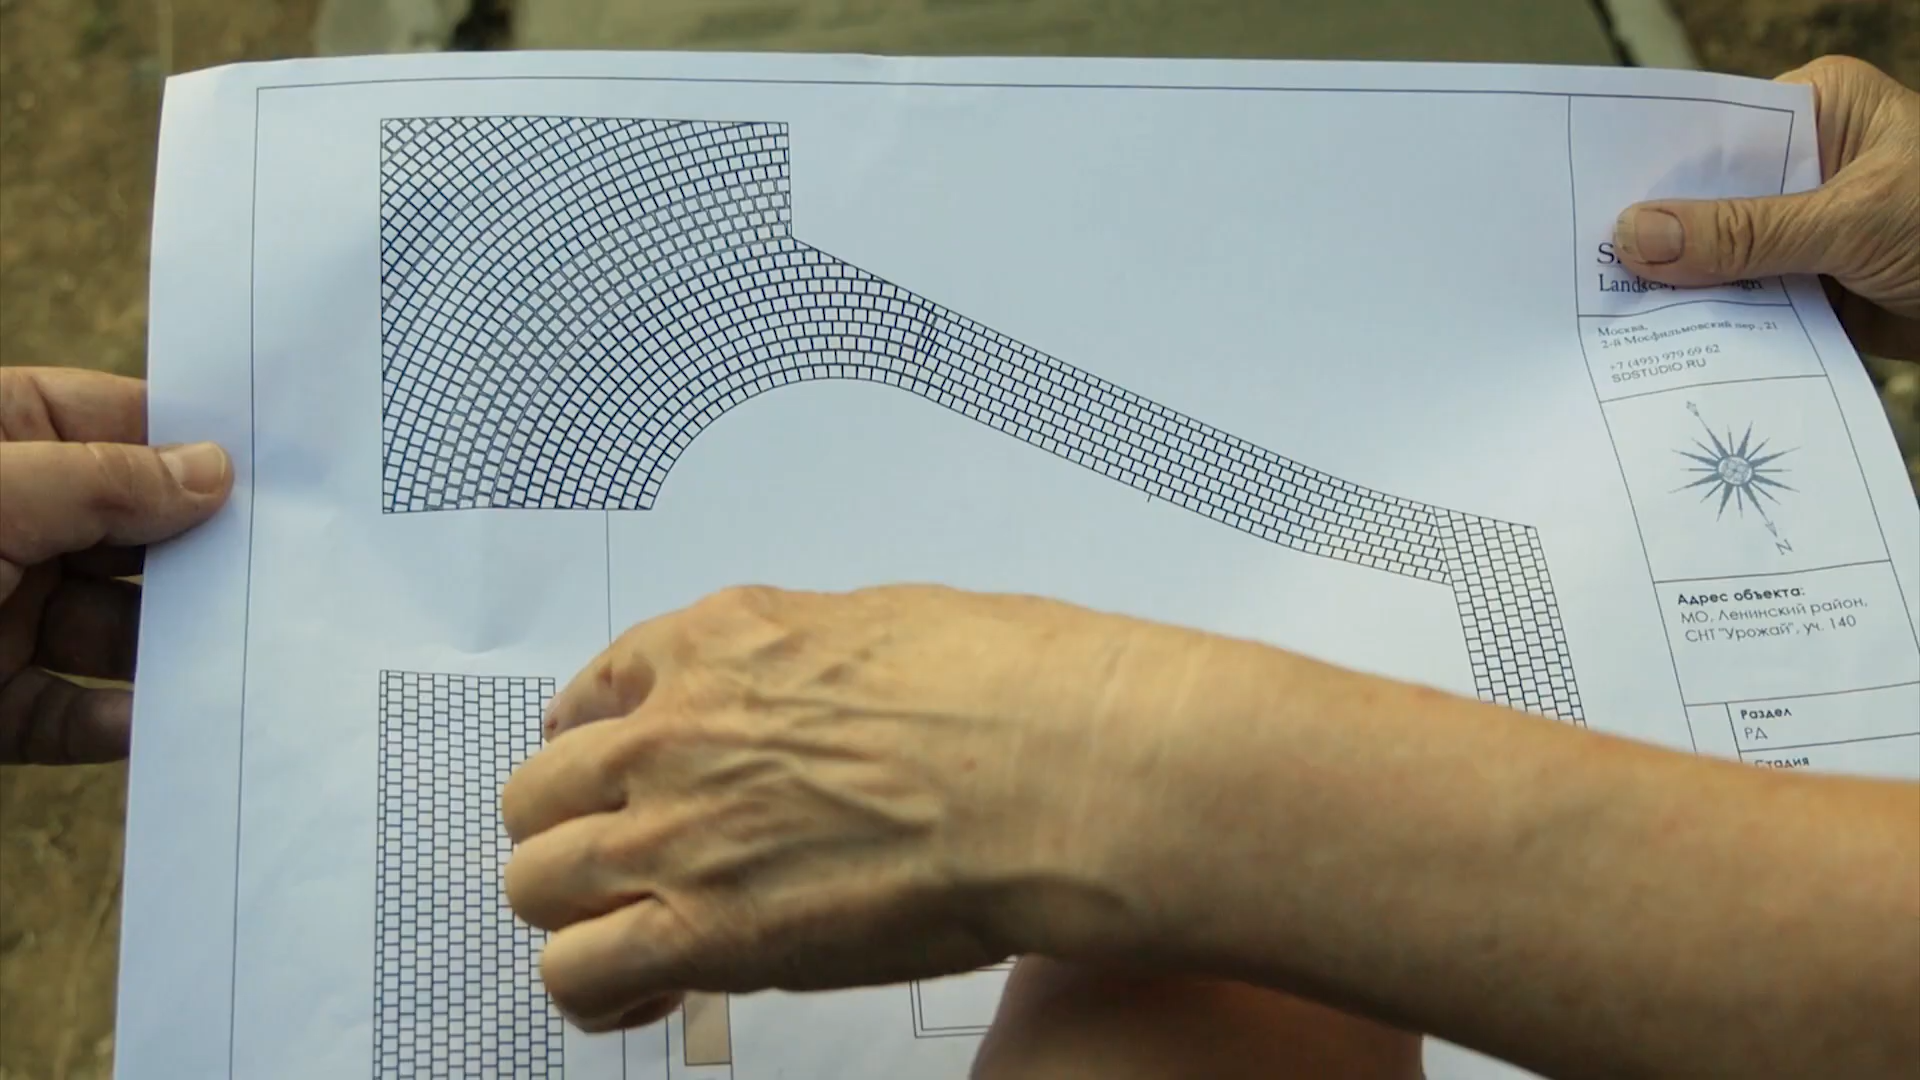 Москва,
2-й Мосфильмовский пер., 21
+7 (495) 979 69 62
SDSTUDIO.RU
N
Адрес объекта:
МО, Ленинский район,
СНТ "Урожай", уч. 140
Раздел
РД
Стадия